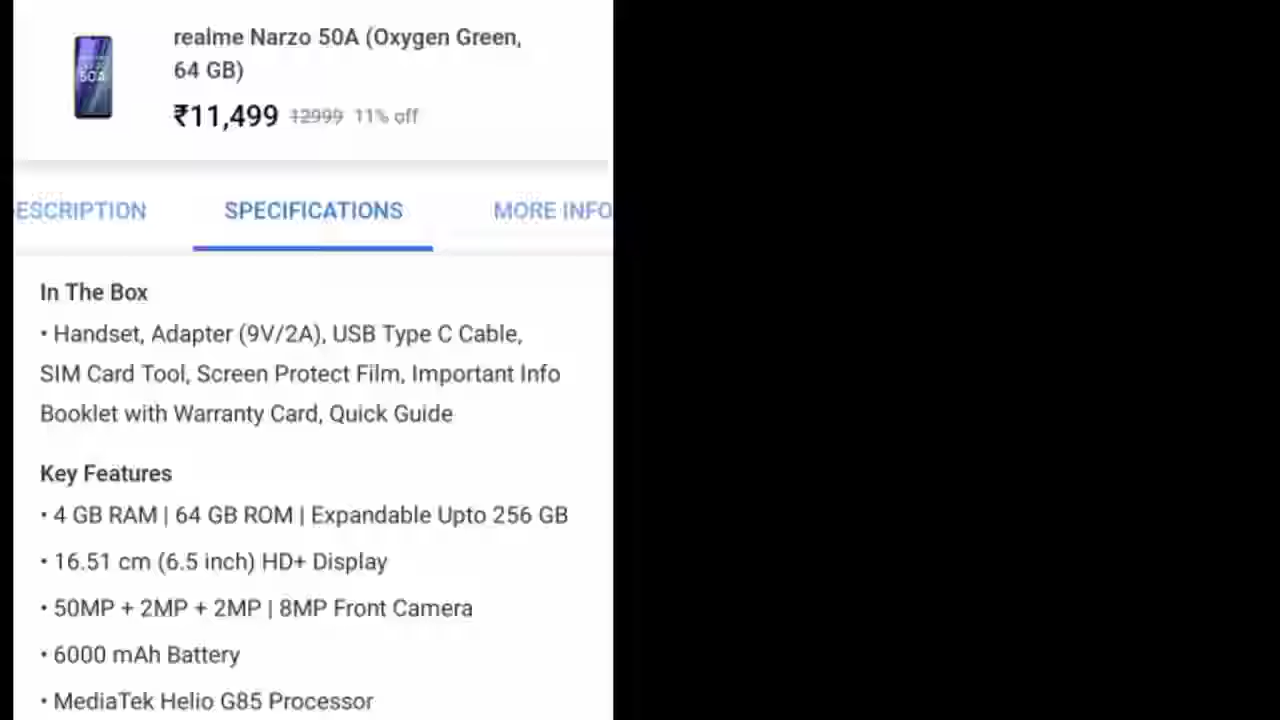 realme Narzo 50A (Oxygen Green,
64 GB)
₹11,499 12999 11% off
ESCRIPTION SPECIFICATIONS MORE INFO
In The Box
• Handset, Adapter (9V/2A), USB Type C Cable,
SIM Card Tool, Screen Protect Film, Important Info
Booklet with Warranty Card, Quick Guide
Key Features
• 4 GB RAM | 64 GB ROM | Expandable Upto 256 GB
• 16.51 cm (6.5 inch) HD+ Display
• 50MP + 2MP + 2MP | 8MP Front Camera
• 6000 mAh Battery
• MediaTek Helio G85 Processor